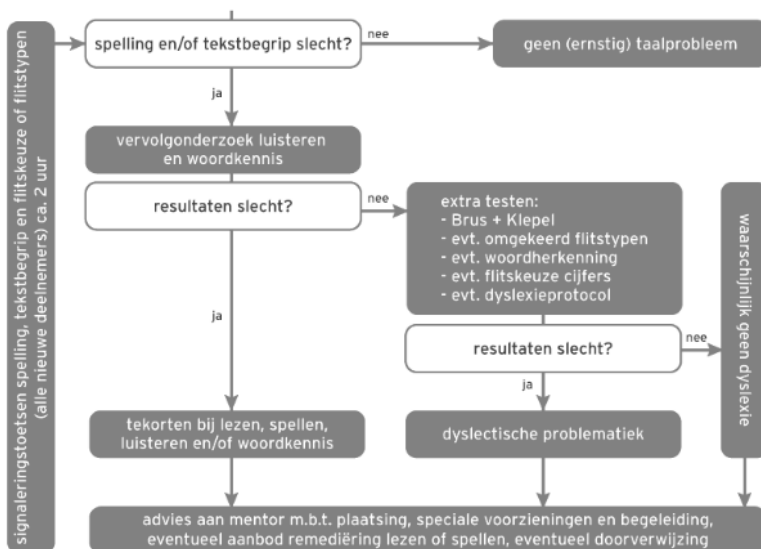 signaleringstoetsen spelling, tekstbegrip en flitskeuze of flitstypen
(alle nieuwe deelnemers) ca. 2 uur
spelling en/of tekstbegrip slecht?
nee
geen (ernstig) taalprobleem
ja
vervolgonderzoek luisteren
en woordkennis
resultaten slecht?
nee
extra testen:
- Brus + Klepel
- evt. omgekeerd flitstypen
- evt. woordherkenning
- evt. flitskeuze cijfers
- evt. dyslexieprotocol
waarschijnlijk geen dyslexie
ja
resultaten slecht?
nee
ja
tekorten bij lezen, spellen,
luisteren en/of woordkennis
dyslectische problematiek
advies aan mentor m.b.t. plaatsing, speciale voorzieningen en begeleiding,
eventueel aanbod remediëring lezen of spellen, eventueel doorverwijzing